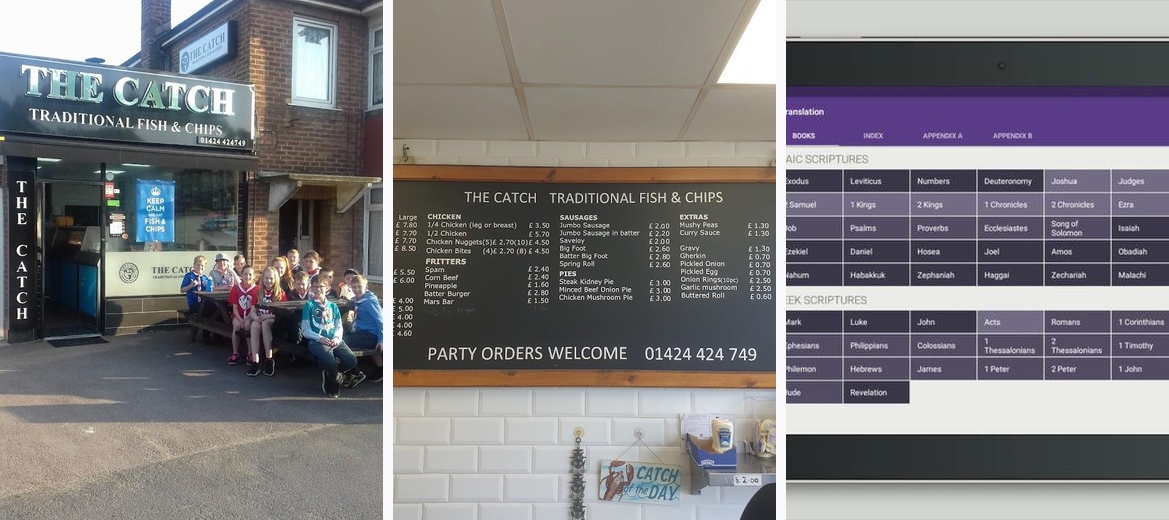 THE CATCH
THE CATCH
TRADITIONAL FISH & CHIPS
01424 424749
THE CATCH
KEEP
CALM
AND EAT
FISH &
CHIPS
THE CATC
THE CATCH TRADITIONAL FISH & CHIPS
Large
£ 7.80
£ 7.70
£ 7.70
£ 8.50
£ 5.50
£ 6.00
£ 4.00
£ 5.00
£ 4.00
£ 4.00
£ 4.60
CHICKEN
1/4 Chicken (leg or breast) £ 3.50
1/2 Chicken £ 5.70
Chicken Nuggets(5)£ 2.70(10)£ 4.50
Chicken Bites (4)£ 2.70 (8)£ 4.50
FRITTERS
Spam £ 2.40
Corn Beef £ 2.40
Pineapple £ 1.60
Batter Burger £ 2.80
Mars Bar £ 1.50
SAUSAGES
Jumbo Sausage £ 2.00
Jumbo Sausage in batter £ 2.20
Saveloy £ 2.00
Big Foot £ 2.60
Batter Big Foot £ 2.80
Spring Roll £ 2.60
PIES
Steak Kidney Pie £ 3.00
Minced Beef Onion Pie £ 3.00
Chicken Mushroom Pie £ 3.00
EXTRAS
Mushy Peas £ 1.30
Curry Sauce £ 1.30
Gravy £ 1.30
Gherkin £ 0.70
Pickled Onion £ 0.70
Pickled Egg £ 0.70
Onion Rings(10pc) £ 2.50
Garlic mushroom £ 2.50
Buttered Roll £ 0.60
PARTY ORDERS WELCOME 01424 424 749
CATCH
of the DAY
£ 2.00
ranslation
BOOKS INDEX APPENDIX A APPENDIX B
AIC SCRIPTURES
Exodus Leviticus Numbers Deuteronomy Joshua Judges
2 Samuel 1 Kings 2 Kings 1 Chronicles 2 Chronicles Ezra
Job Psalms Proverbs Ecclesiastes Song of Solomon Isaiah
Ezekiel Daniel Hosea Joel Amos Obadiah
Nahum Habakkuk Zephaniah Haggai Zechariah Malachi
EEK SCRIPTURES
Mark Luke John Acts Romans 1 Corinthians
Ephesians Philippians Colossians 1 Thessalonians 2 Thessalonians 1 Timothy
Philemon Hebrews James 1 Peter 2 Peter 1 John
Jude Revelation